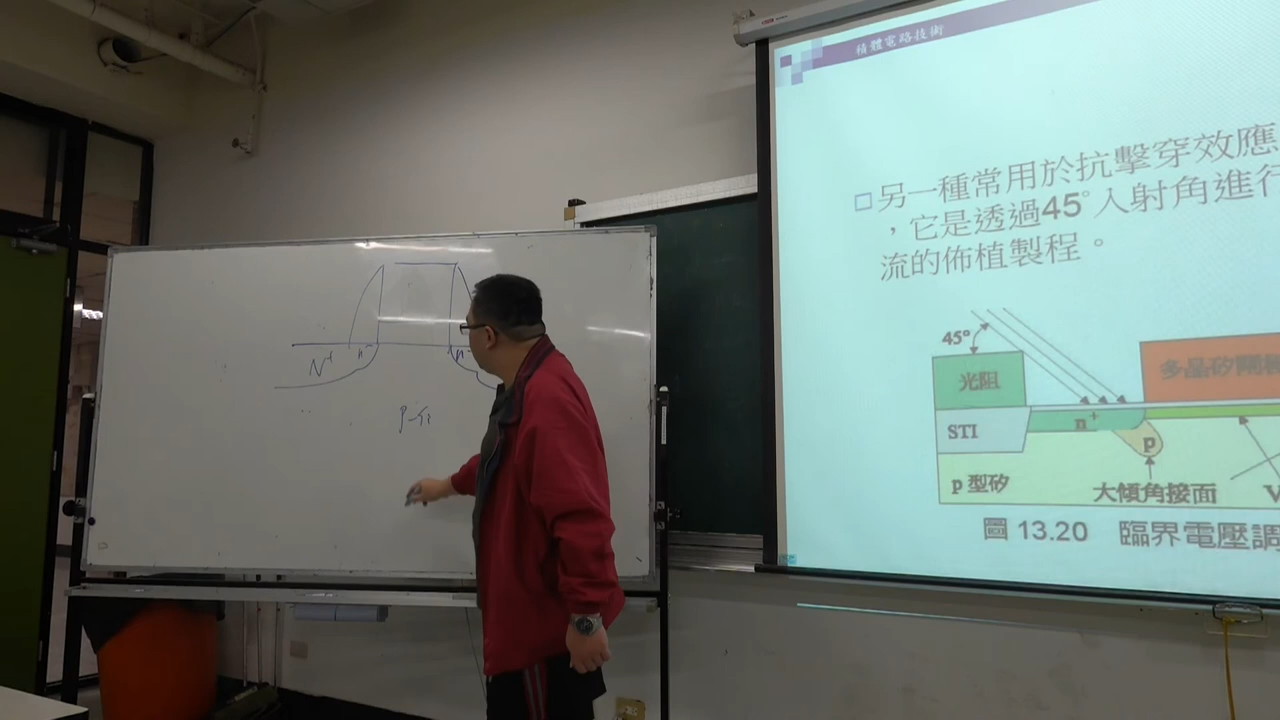 積體電路技術
另一種常用於抗擊穿效應
，它是透過45°入射角進行
流的佈植製程。
45°
光阻
多晶矽閘
STI
n+
p
p 型矽
大傾角接面
V
圖 13.20 臨界電壓調
N+
n-
n-
p-Si